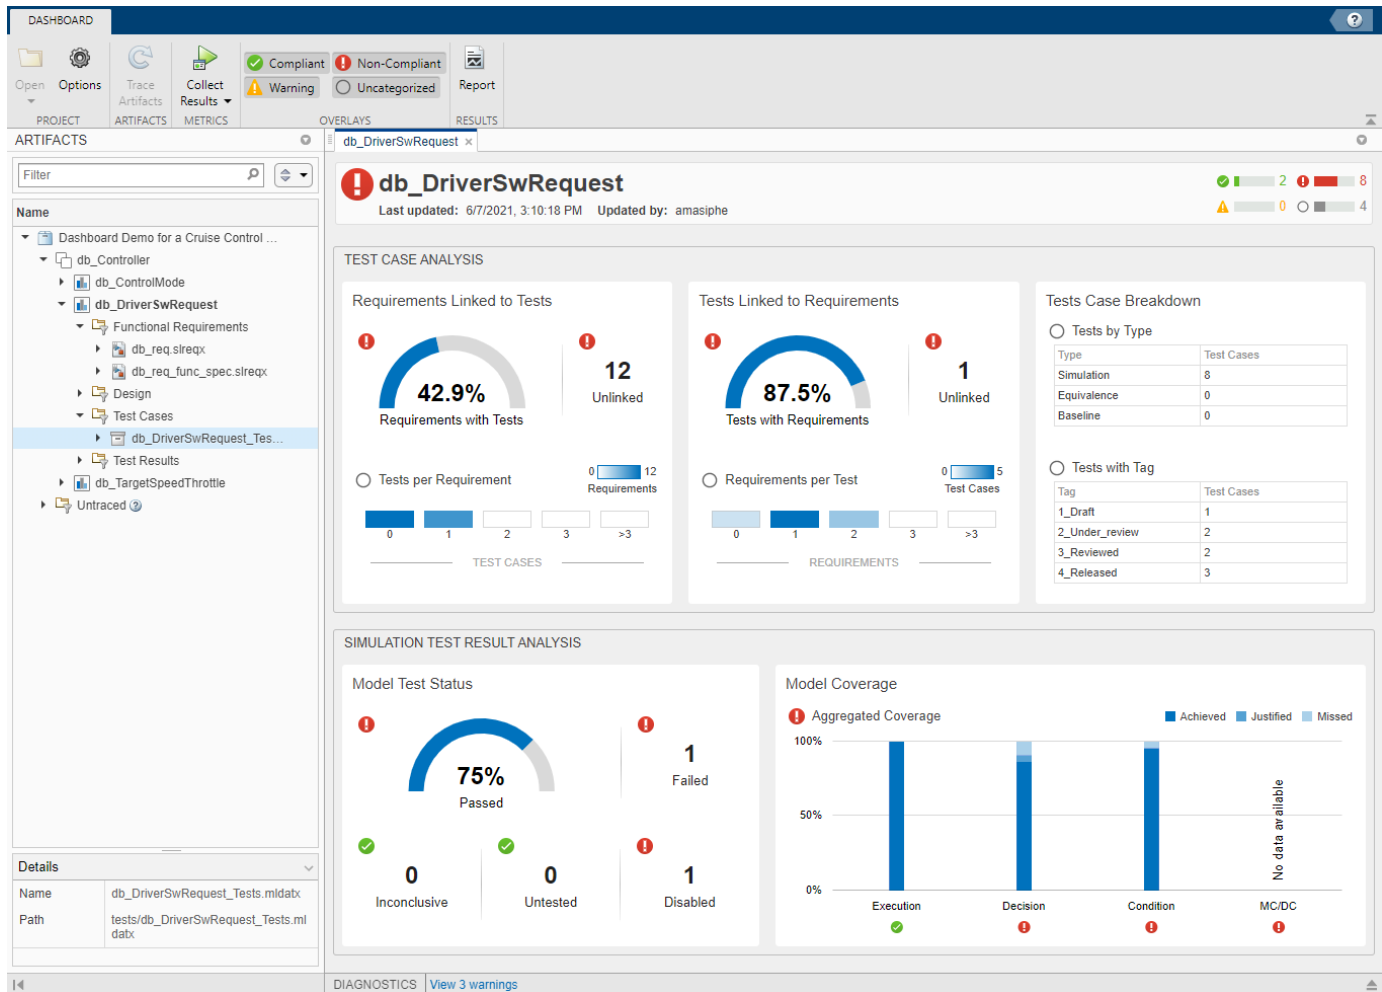 DASHBOARD
?
Open
Options
Trace
Artifacts
Collect
Results
Compliant
Non-Compliant
Warning
Uncategorized
Report
PROJECT
ARTIFACTS
METRICS
OVERLAYS
RESULTS
ARTIFACTS
Filter
Name
Dashboard Demo for a Cruise Control ...
db_Controller
db_ControlMode
db_DriverSwRequest
Functional Requirements
db_req.slreqx
db_req_func_spec.slreqx
Design
Test Cases
db_DriverSwRequest_Tes...
Test Results
db_TargetSpeedThrottle
Untraced ?
Details
Name db_DriverSwRequest_Tests.mldatx
Path tests/db_DriverSwRequest_Tests.ml
datx
db_DriverSwRequest ×
db_DriverSwRequest
Last updated: 6/7/2021, 3:10:18 PM Updated by: amasiphe
2 8
0 4
TEST CASE ANALYSIS
Requirements Linked to Tests
42.9%
Requirements with Tests
12
Unlinked
Tests per Requirement
0 12
Requirements
0 1 2 3 >3
TEST CASES
Tests Linked to Requirements
87.5%
Tests with Requirements
1
Unlinked
Requirements per Test
0 5
Test Cases
0 1 2 3 >3
REQUIREMENTS
Tests Case Breakdown
Tests by Type
Type Test Cases
Simulation 8
Equivalence 0
Baseline 0
Tests with Tag
Tag Test Cases
1_Draft 1
2_Under_review 2
3_Reviewed 2
4_Released 3
SIMULATION TEST RESULT ANALYSIS
Model Test Status
75%
Passed
1
Failed
0
Inconclusive
0
Untested
1
Disabled
Model Coverage
Aggregated Coverage
Achieved Justified Missed
100%
50%
0%
No data available
Execution Decision Condition MC/DC
DIAGNOSTICS View 3 warnings